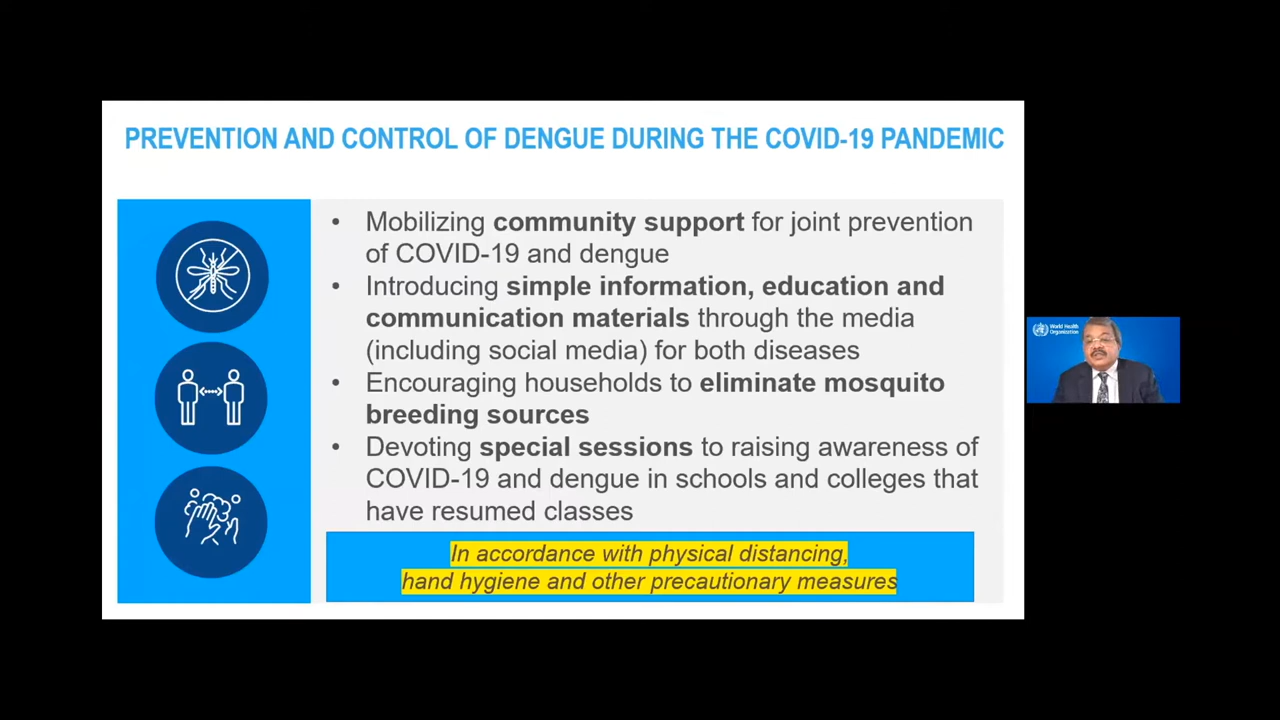 PREVENTION AND CONTROL OF DENGUE DURING THE COVID-19 PANDEMIC
• Mobilizing community support for joint prevention
of COVID-19 and dengue
• Introducing simple information, education and
communication materials through the media
(including social media) for both diseases
• Encouraging households to eliminate mosquito
breeding sources
• Devoting special sessions to raising awareness of
COVID-19 and dengue in schools and colleges that
have resumed classes
In accordance with physical distancing,
hand hygiene and other precautionary measures
World Health
Organization